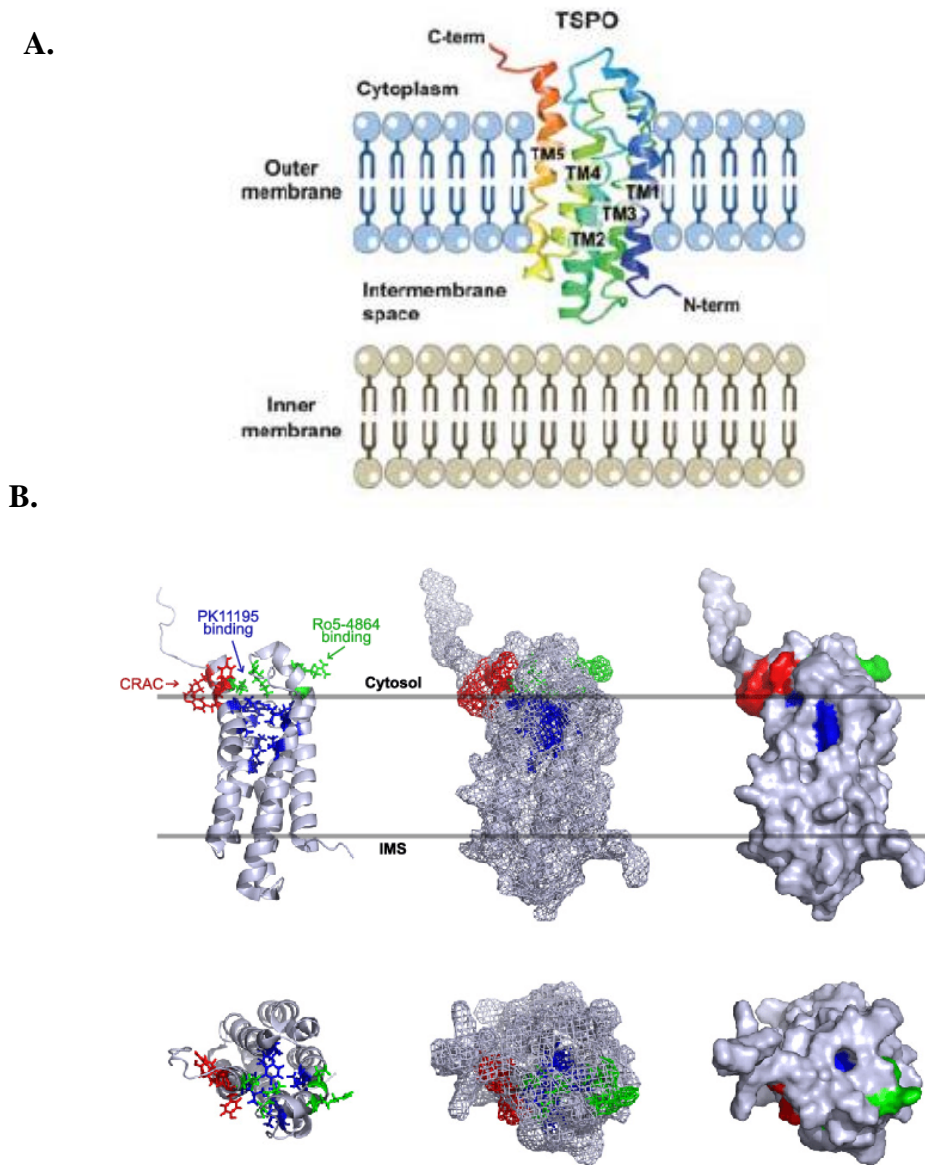 A.
TSPO
C-term
Cytoplasm
Outer
membrane
TM5
TM4
TM1
TM3
TM2
Intermembrane
space
N-term
Inner
membrane
B.
PK11195
binding
Ro5-4864
binding
CRAC→
Cytosol
IMS